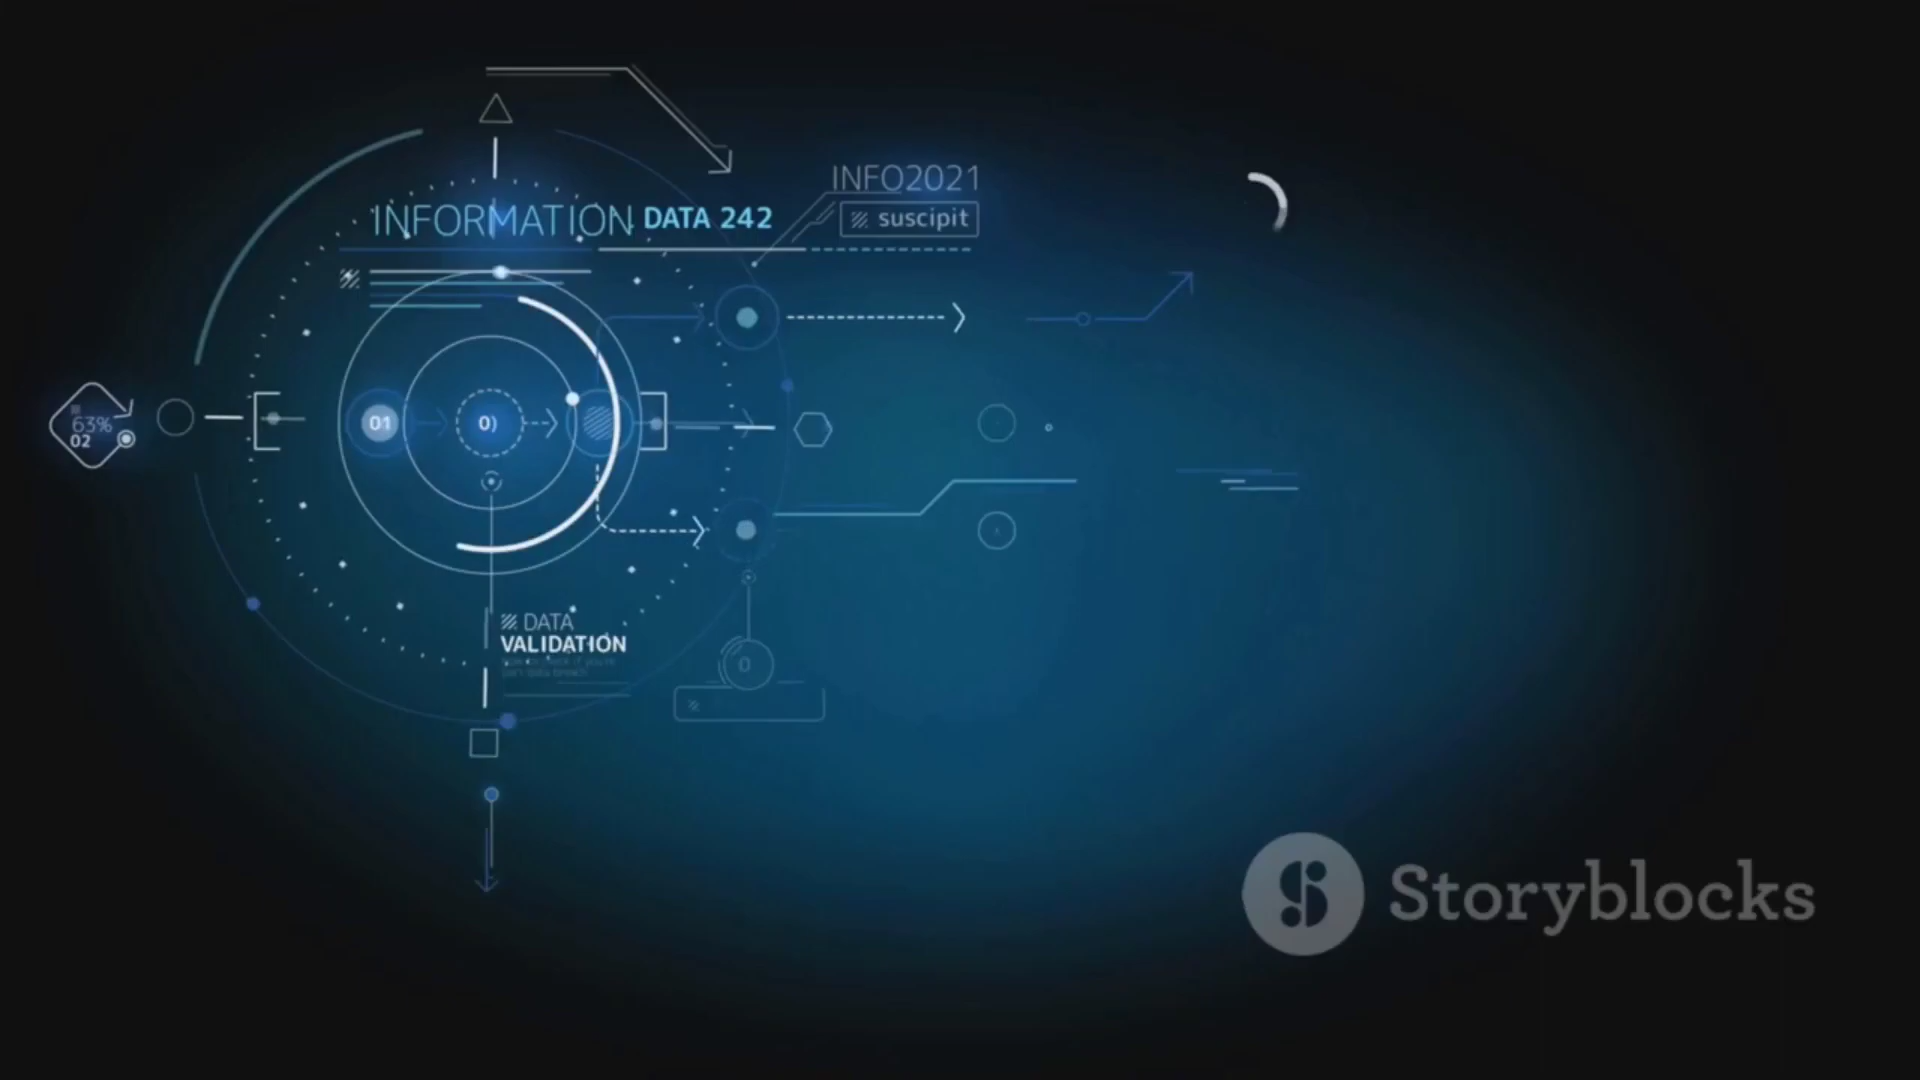 INFO2021
INFORMATION DATA 242
suscipit
63%
02
01
0)
DATA
VALIDATION
0
Storyblocks